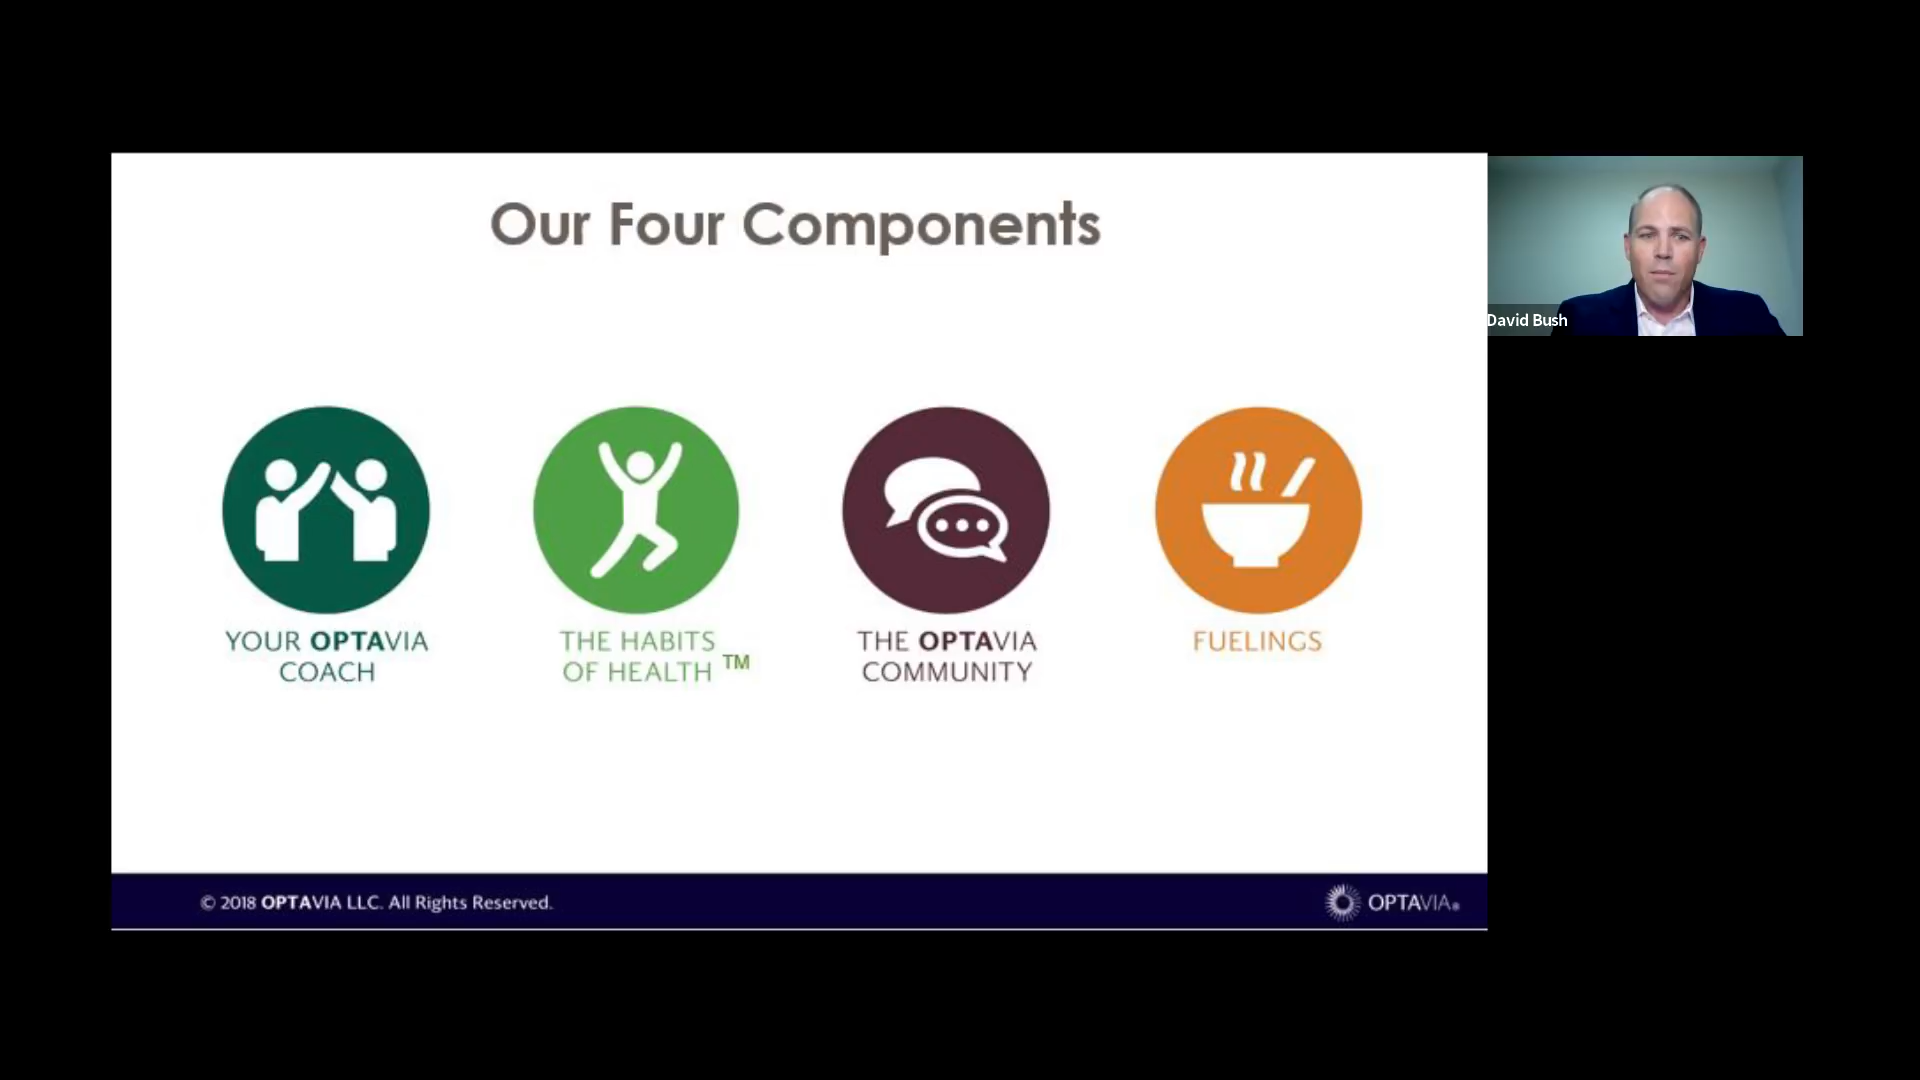 Our Four Components
YOUR OPTAVIA
COACH
THE HABITS
OF HEALTH ™
THE OPTAVIA
COMMUNITY
FUELINGS
© 2018 OPTAVIA LLC. All Rights Reserved.
OPTAVIA®
David Bush